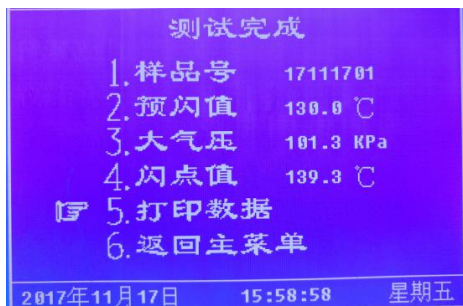 测试完成
1.样品号 17111701
2.预闪值 130.0 ℃
3.大气压 101.3 KPa
4.闪点值 139.3 ℃
5.打印数据
6.返回主菜单
2017年11月17日 15:58:58 星期五